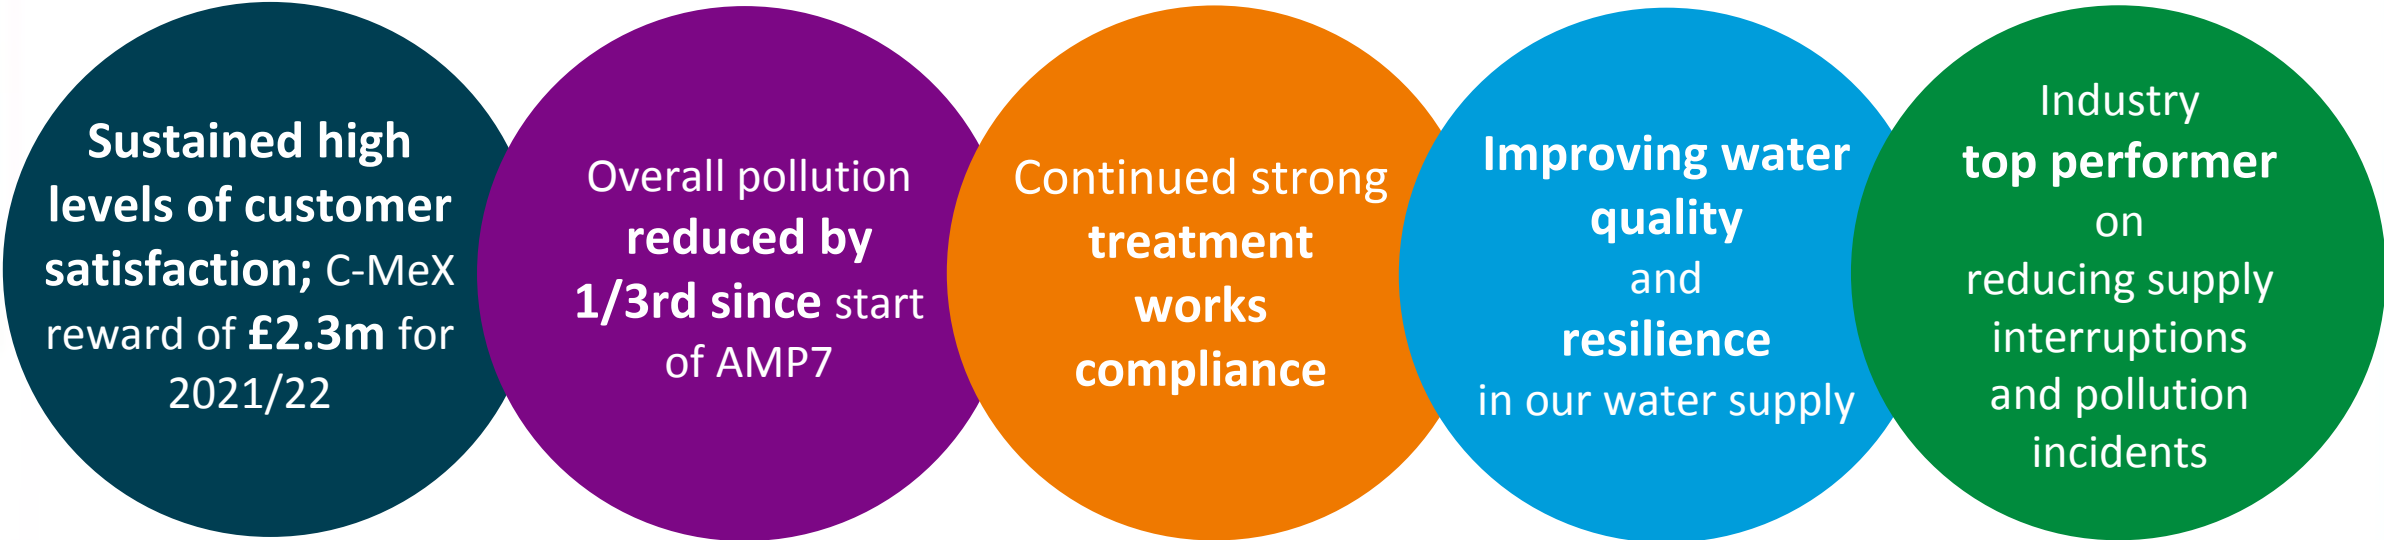 Sustained high
levels of customer
satisfaction; C-MeX
reward of £2.3m for
2021/22
Overall pollution
reduced by
1/3rd since start
of AMP7
Continued strong
treatment
works
compliance
Improving water
quality
and
resilience
in our water supply
Industry
top performer
on
reducing supply
interruptions
and pollution
incidents